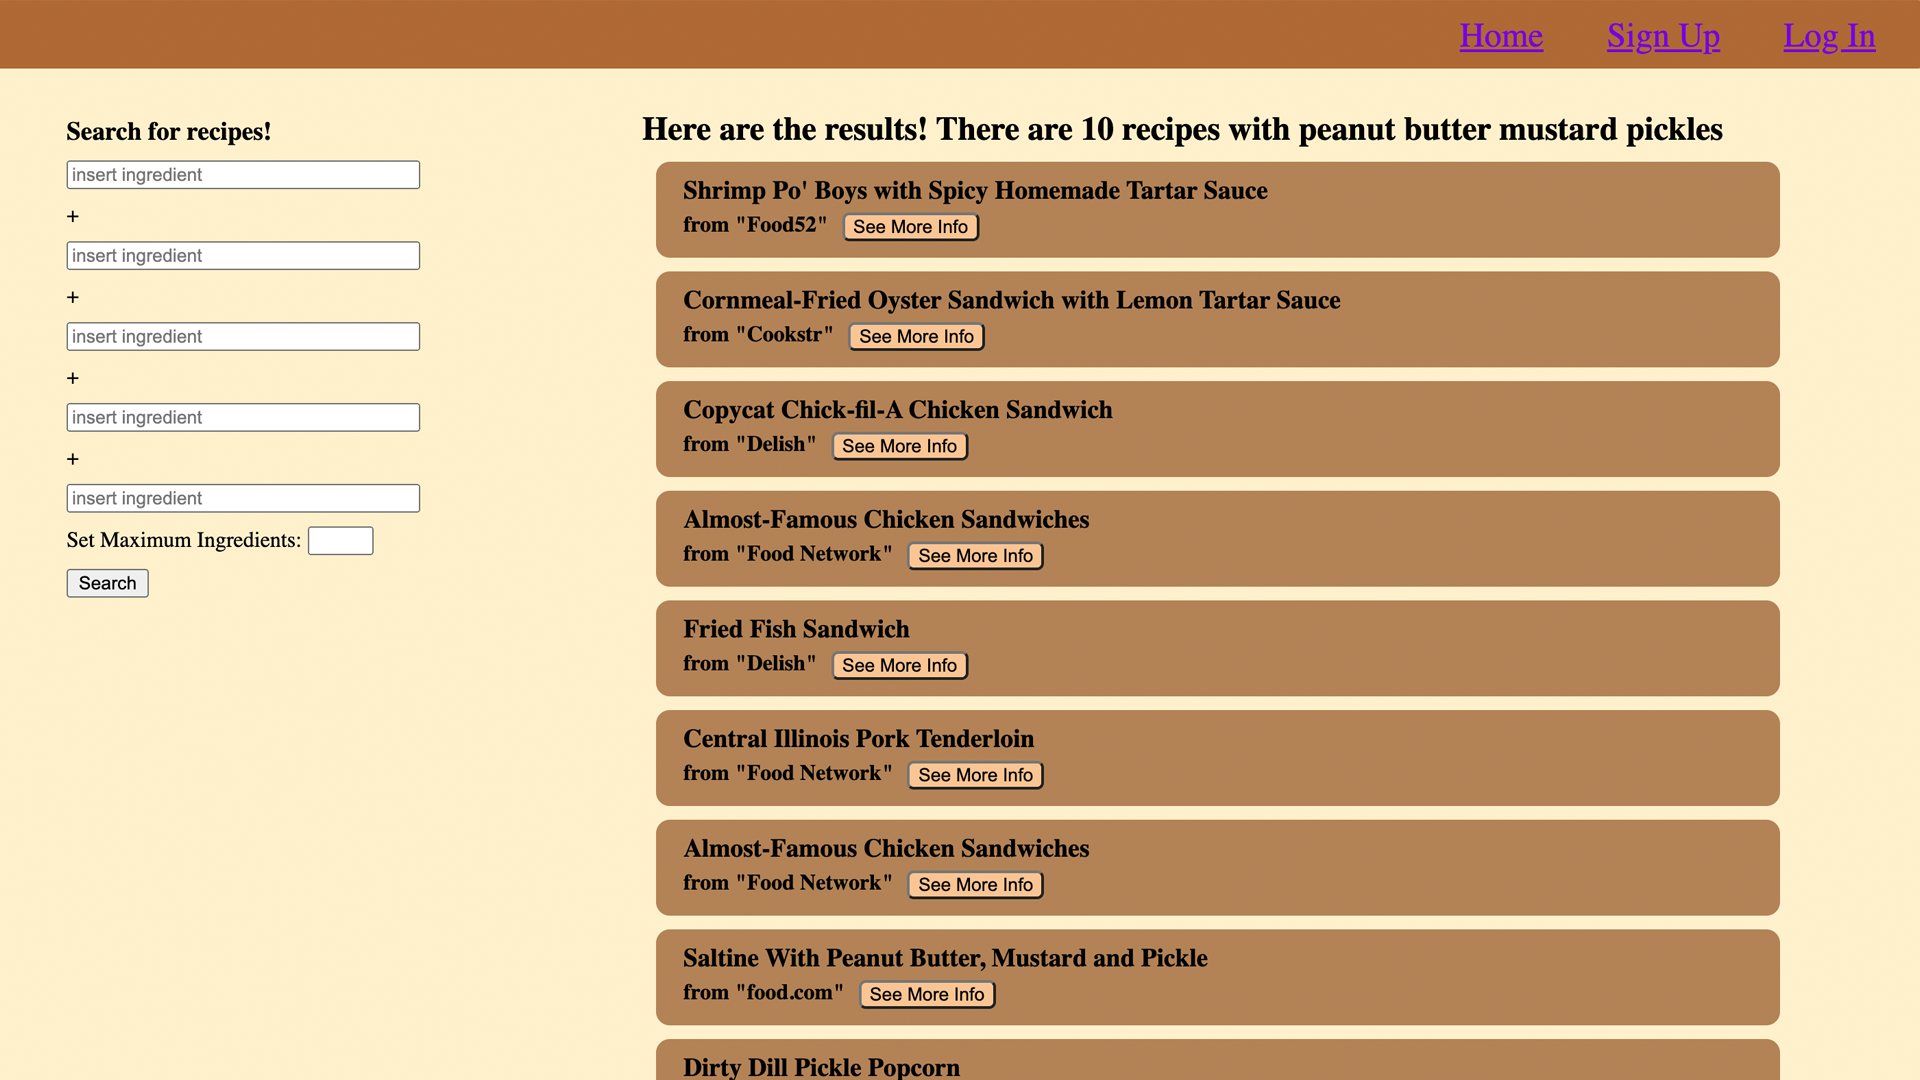 Home Sign Up Log In
Search for recipes!
insert ingredient
+
insert ingredient
+
insert ingredient
+
insert ingredient
+
insert ingredient
Set Maximum Ingredients:
Search
Here are the results! There are 10 recipes with peanut butter mustard pickles
Shrimp Po' Boys with Spicy Homemade Tartar Sauce
from "Food52" See More Info
Cornmeal-Fried Oyster Sandwich with Lemon Tartar Sauce
from "Cookstr" See More Info
Copycat Chick-fil-A Chicken Sandwich
from "Delish" See More Info
Almost-Famous Chicken Sandwiches
from "Food Network" See More Info
Fried Fish Sandwich
from "Delish" See More Info
Central Illinois Pork Tenderloin
from "Food Network" See More Info
Almost-Famous Chicken Sandwiches
from "Food Network" See More Info
Saltine With Peanut Butter, Mustard and Pickle
from "food.com" See More Info
Dirty Dill Pickle Popcorn